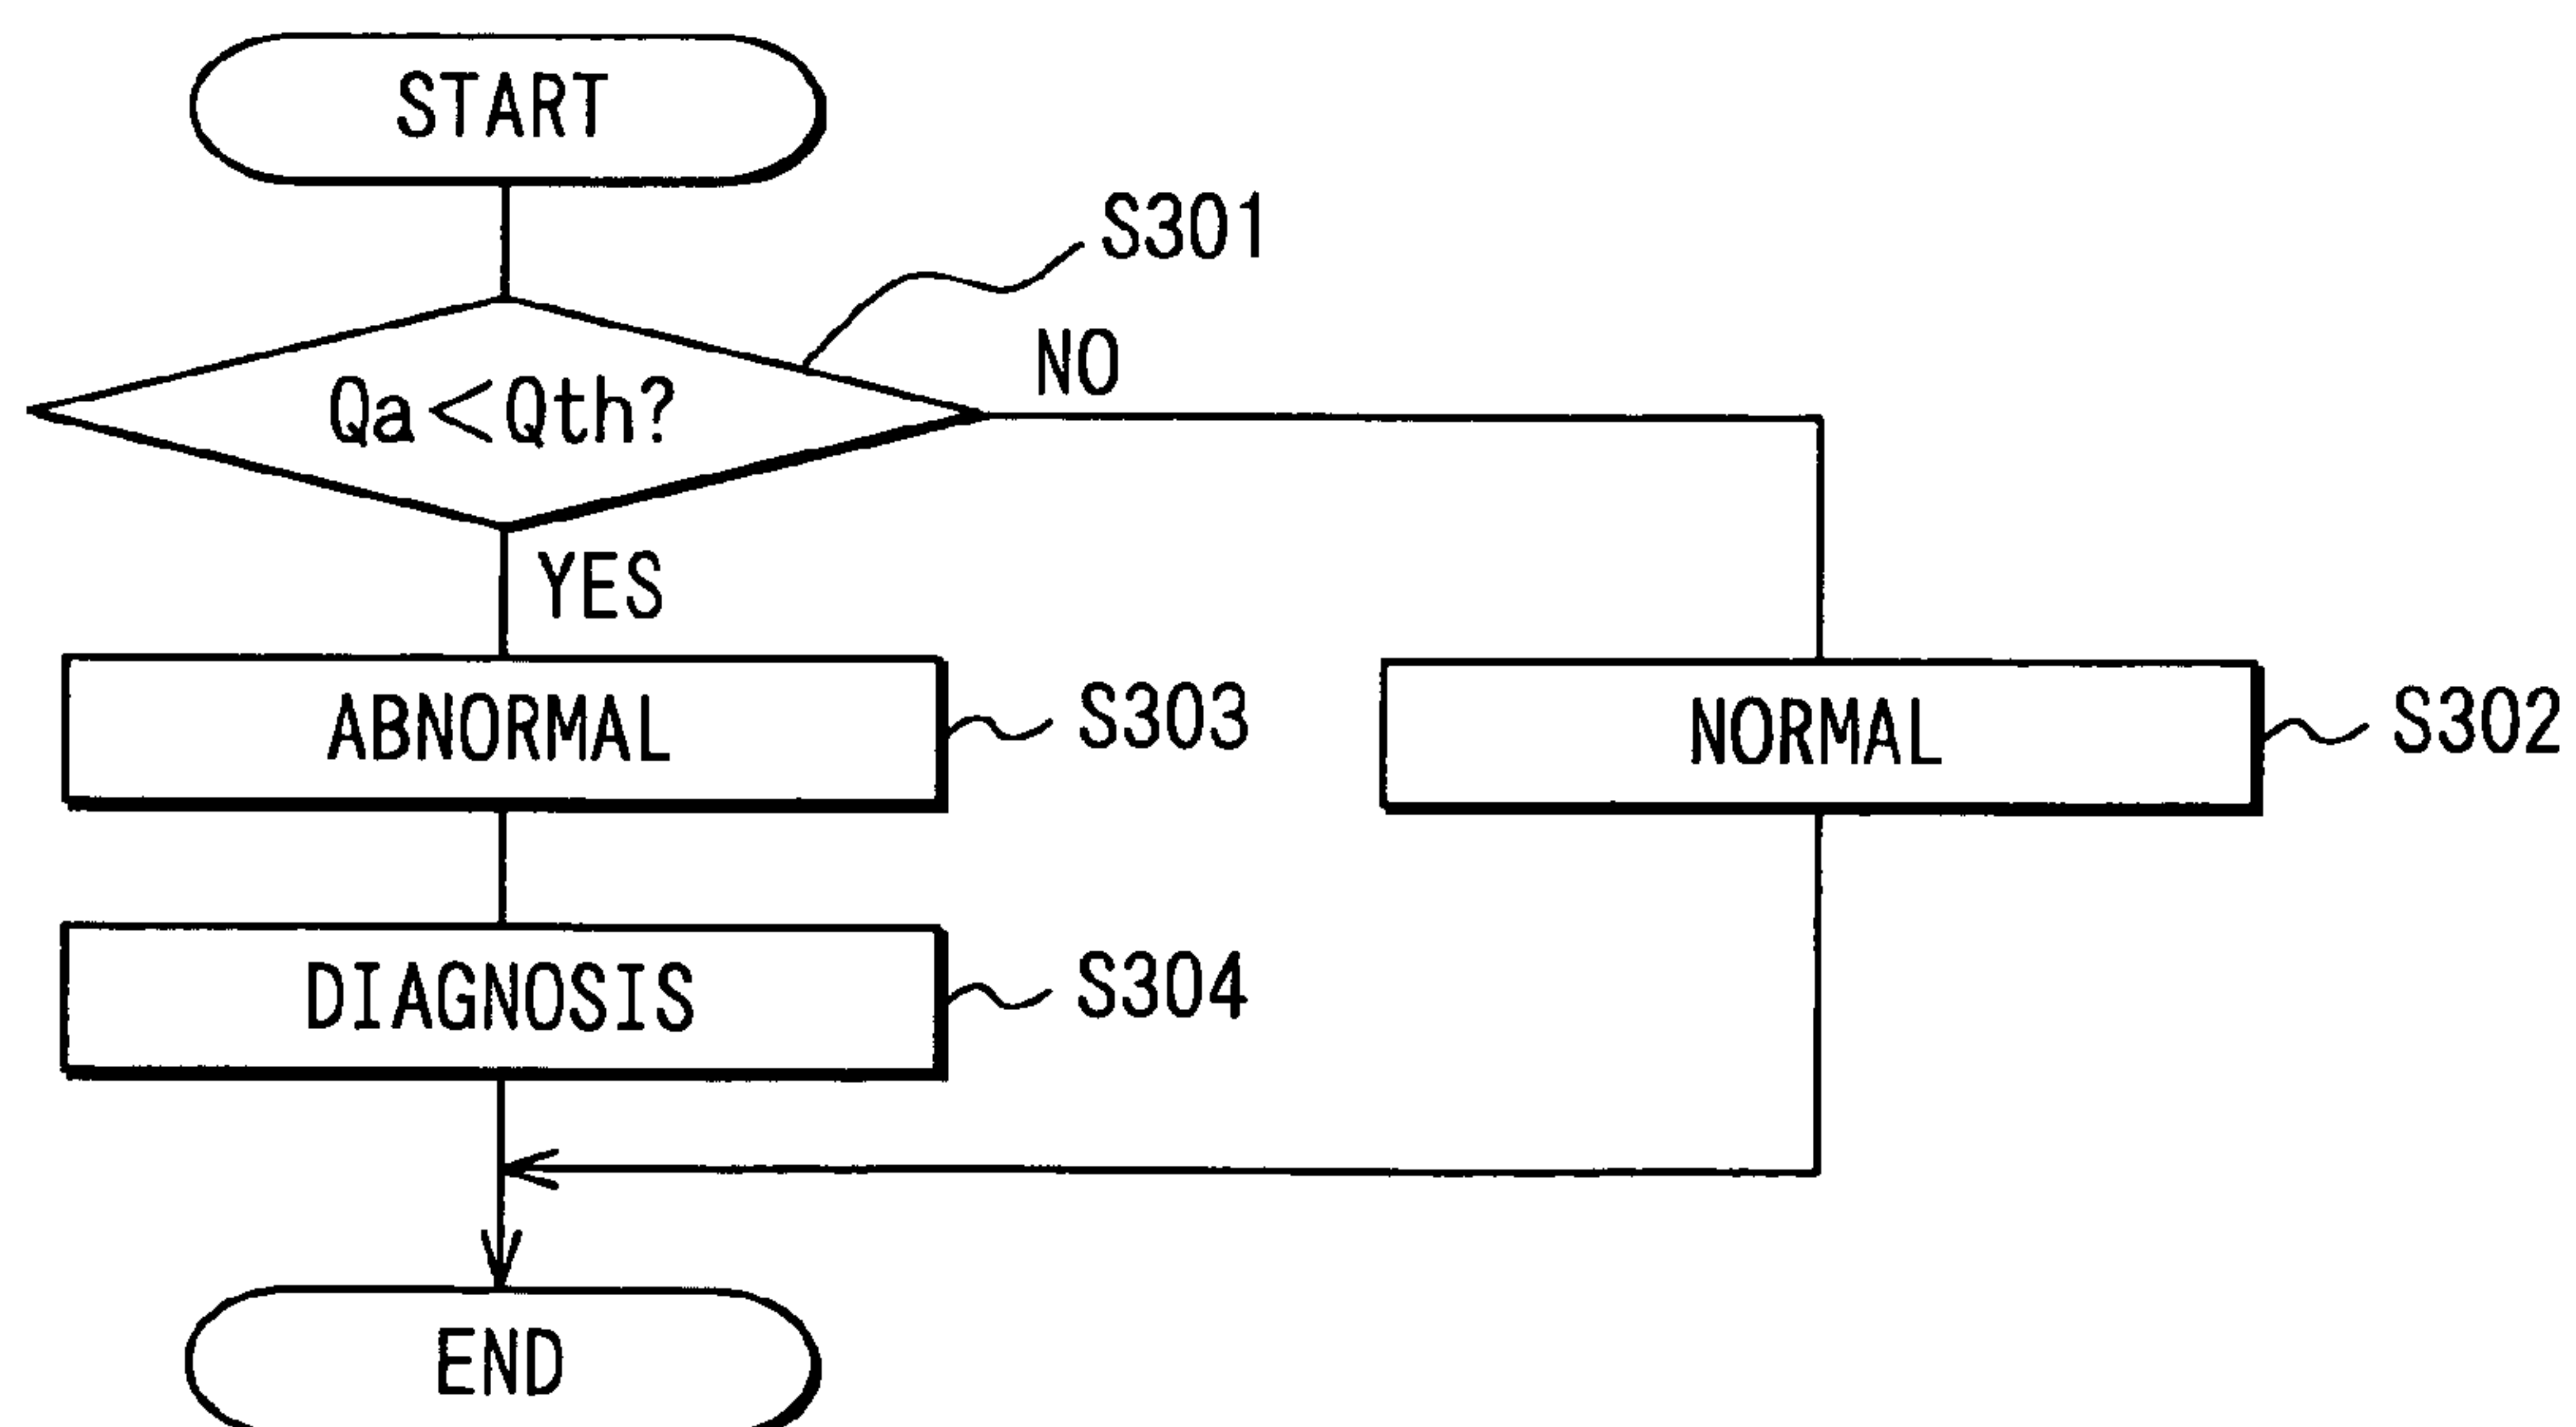 START
S301
NO
Qa<Qth?
YES
ABNORMAL
S303
NORMAL
S302
DIAGNOSIS
S304
END